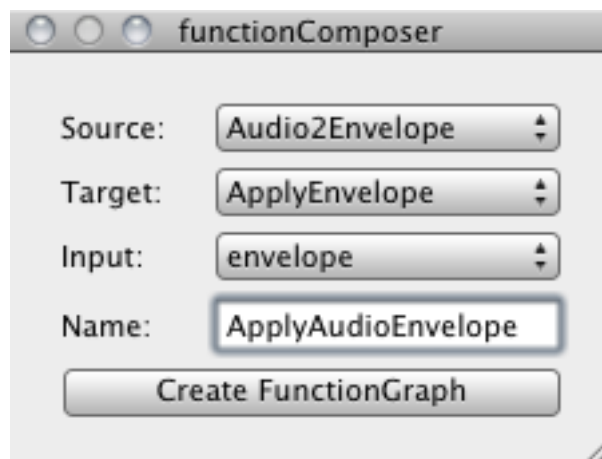 functionComposer
Source: Audio2Envelope
Target: ApplyEnvelope
Input: envelope
Name: ApplyAudioEnvelope
Create FunctionGraph